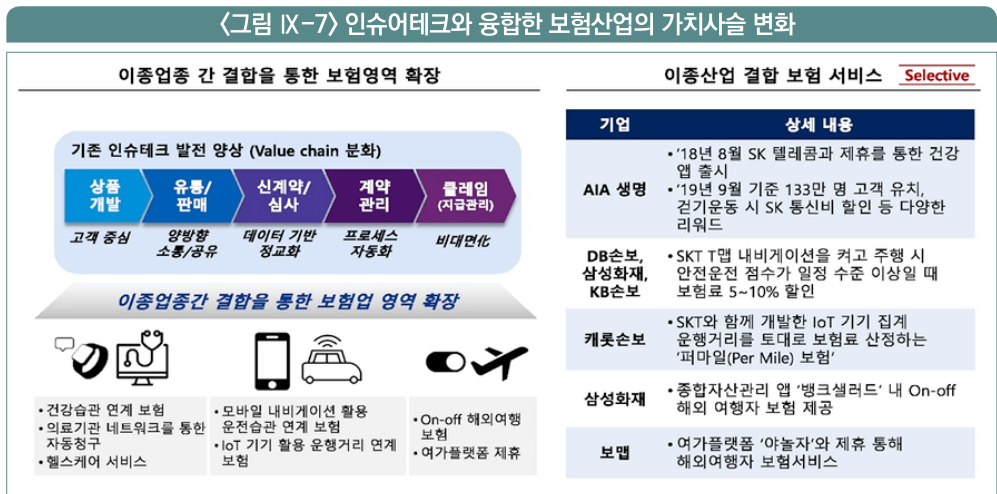 <그림 Ⅸ-7> 인슈어테크와 융합한 보험산업의 가치사슬 변화
이종업종 간 결합을 통한 보험영역 확장
기존 인슈테크 발전 양상 (Value chain 분화)
상품
개발
유통/
판매
신계약/
심사
계약
관리
클레임
(지급관리)
고객 중심
양방향
소통/공유
데이터 기반
정교화
프로세스
자동화
비대면化
이종업종간 결합을 통한 보험업 영역 확장
•건강습관 연계 보험
•의료기관 네트워크를 통한
자동청구
•헬스케어 서비스
•모바일 내비게이션 활용
운전습관 연계 보험
•IoT 기기 활용 운행거리 연계
보험
•On-off 해외여행
보험
•여가플랫폼 제휴
이종산업 결합 보험 서비스
Selective
기업
상세 내용
AIA 생명
•‘18년 8월 SK 텔레콤과 제휴를 통한 건강
앱 출시
•‘19년 9월 기준 133만 명 고객 유치,
걷기운동 시 SK 통신비 할인 등 다양한
리워드
DB손보,
삼성화재,
KB손보
•SKT T맵 내비게이션을 켜고 주행 시
안전운전 점수가 일정 수준 이상일 때
보험료 5~10% 할인
캐롯손보
•SKT와 함께 개발한 IoT 기기 집계
운행거리를 토대로 보험료 산정하는
‘퍼마일(Per Mile) 보험‘
삼성화재
•종합자산관리 앱 ‘뱅크샐러드’ 내 On-off
해외 여행자 보험 제공
보맵
•여가플랫폼 ‘야놀자’와 제휴 통해
해외여행자 보험서비스